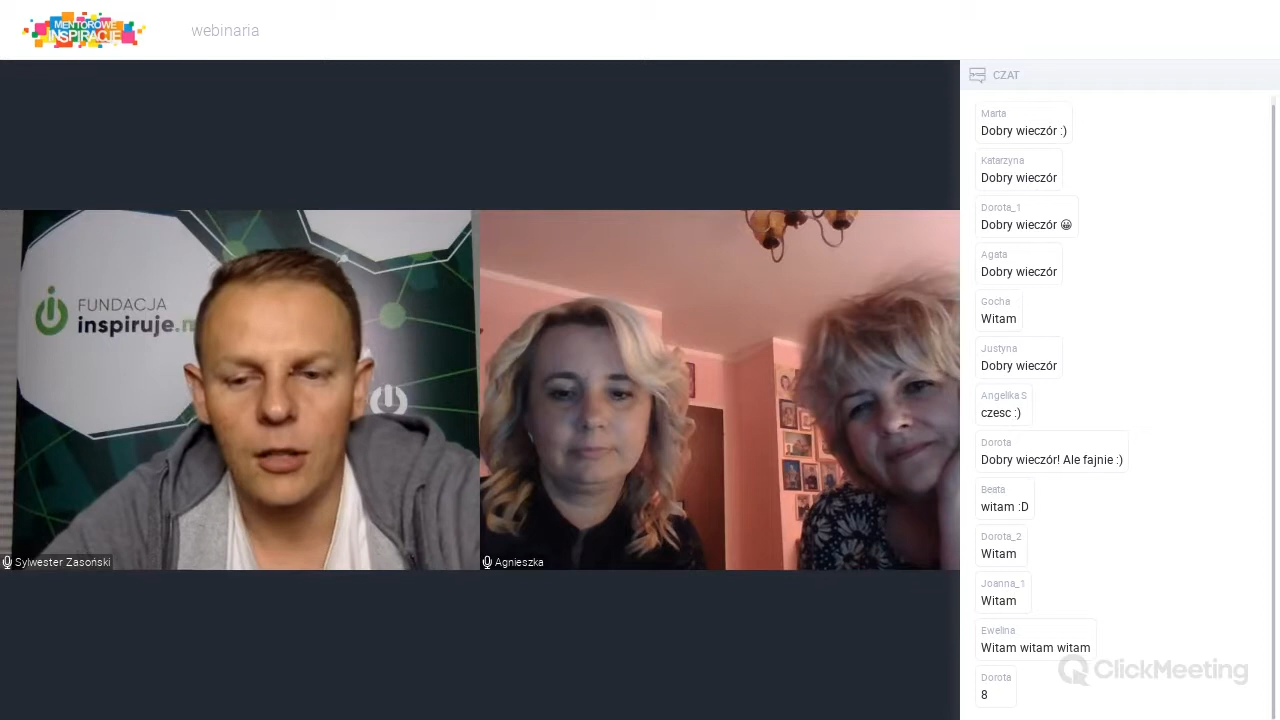 MENTOROWE
INSPIRACJE
webinaria
CZAT
Marta
Dobry wieczór :)
Katarzyna
Dobry wieczór
Dorota_1
Dobry wieczór 😀
Agata
Dobry wieczór
Gocha
Witam
Justyna
Dobry wieczór
Angelika S
czesc :)
Dorota
Dobry wieczór! Ale fajnie :)
Beata
witam :D
Dorota_2
Witam
Joanna_1
Witam
Ewelina
Witam witam witam
Dorota
8
ClickMeeting
FUNDACJA
inspiruje.m
Sylwester Zasoński
Agnieszka